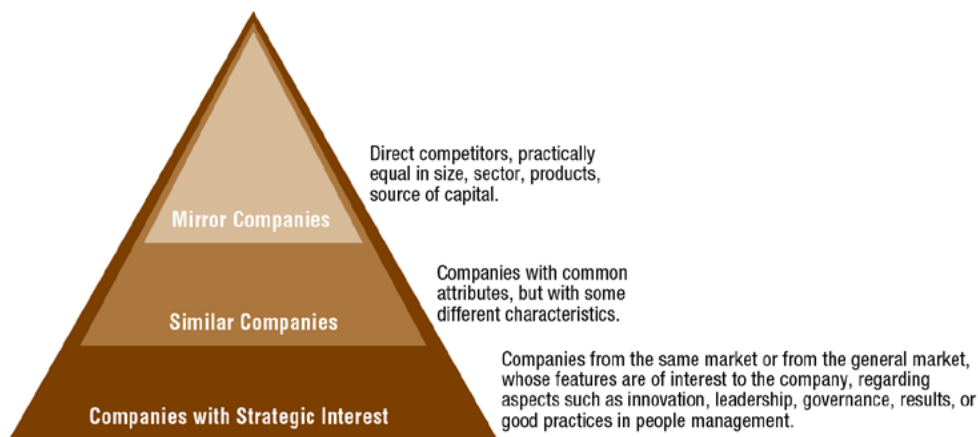 Direct competitors, practically
equal in size, sector, products,
source of capital.
Mirror Companies
Companies with common
attributes, but with some
different characteristics.
Similar Companies
Companies from the same market or from the general market,
whose features are of interest to the company, regarding
aspects such as innovation, leadership, governance, results, or
good practices in people management.
Companies with Strategic Interest